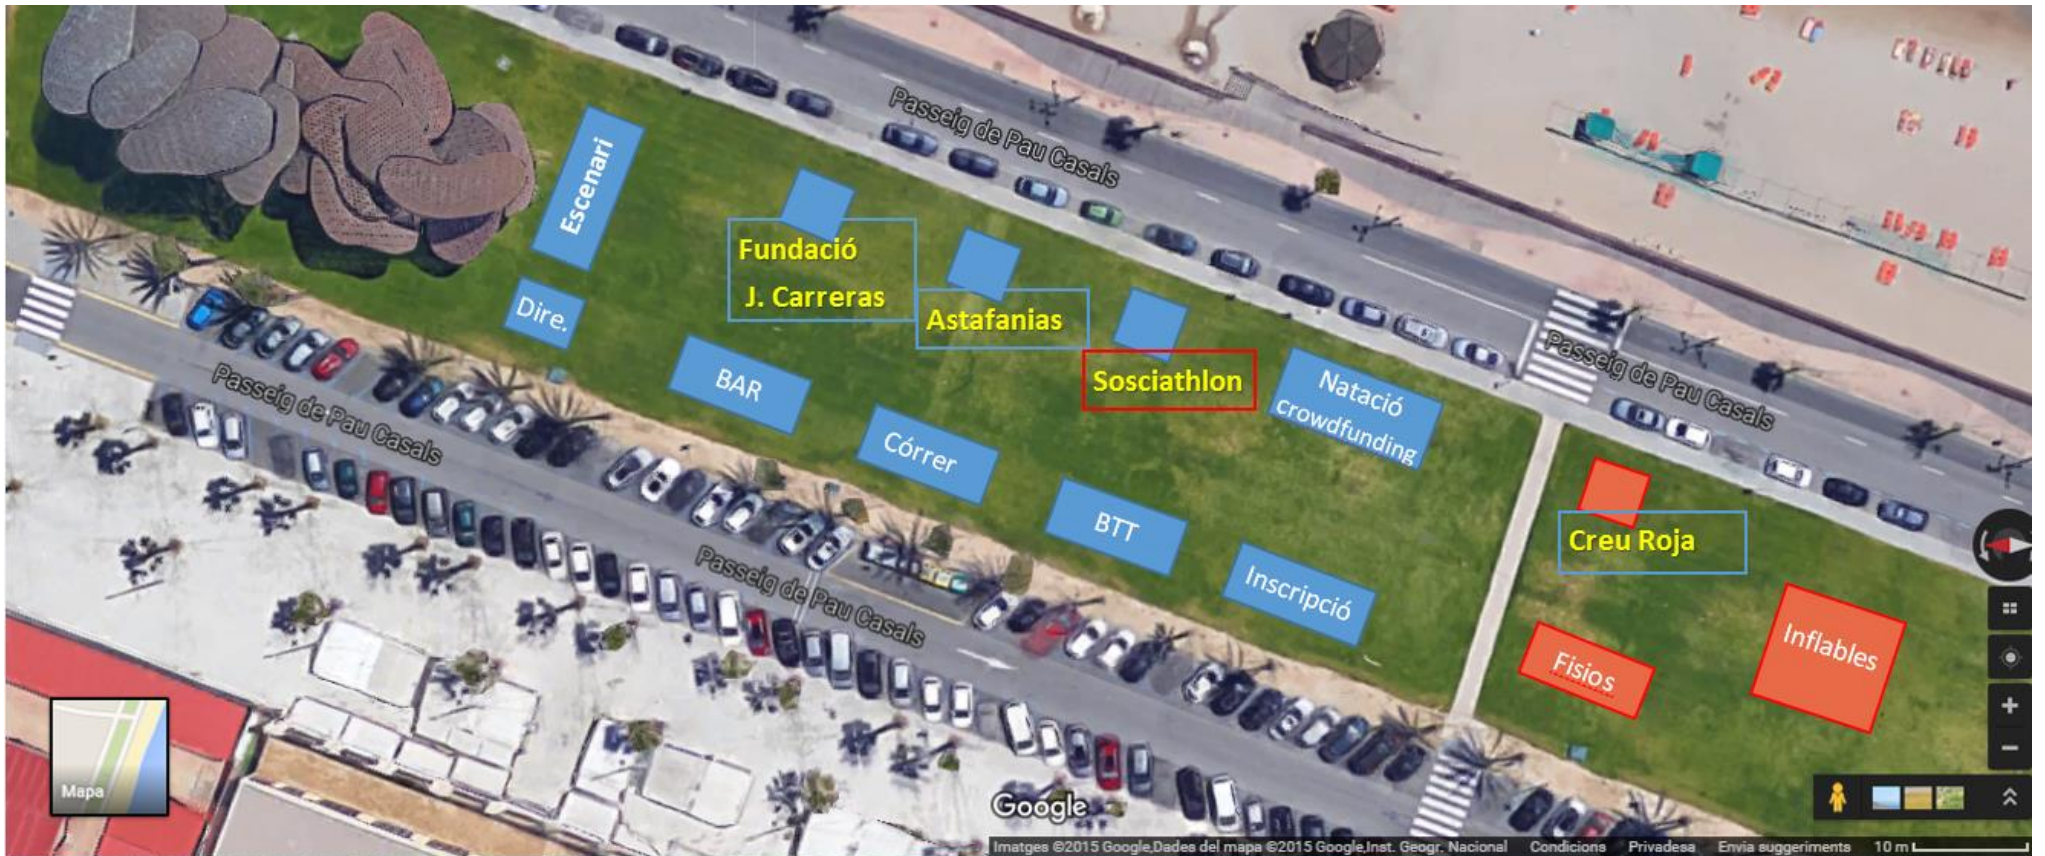 Passeig de Pau Casals
Escenari
Fundació
J. Carreras
Dire.
Astafanias
Passeig de Pau Casals
Sosciathlon
BAR
Natació
crowdfunding
Passeig de Pau Casals
Córrer
BTT
Creu Roja
Inscripció
Passeig de Pau Casals
Inflables
Fisios
Mapa
Google
Imatges ©2015 Google,Dades del mapa ©2015 Google,Inst. Geogr. Nacional Condicions Privadesa Envia suggeriments 10 m